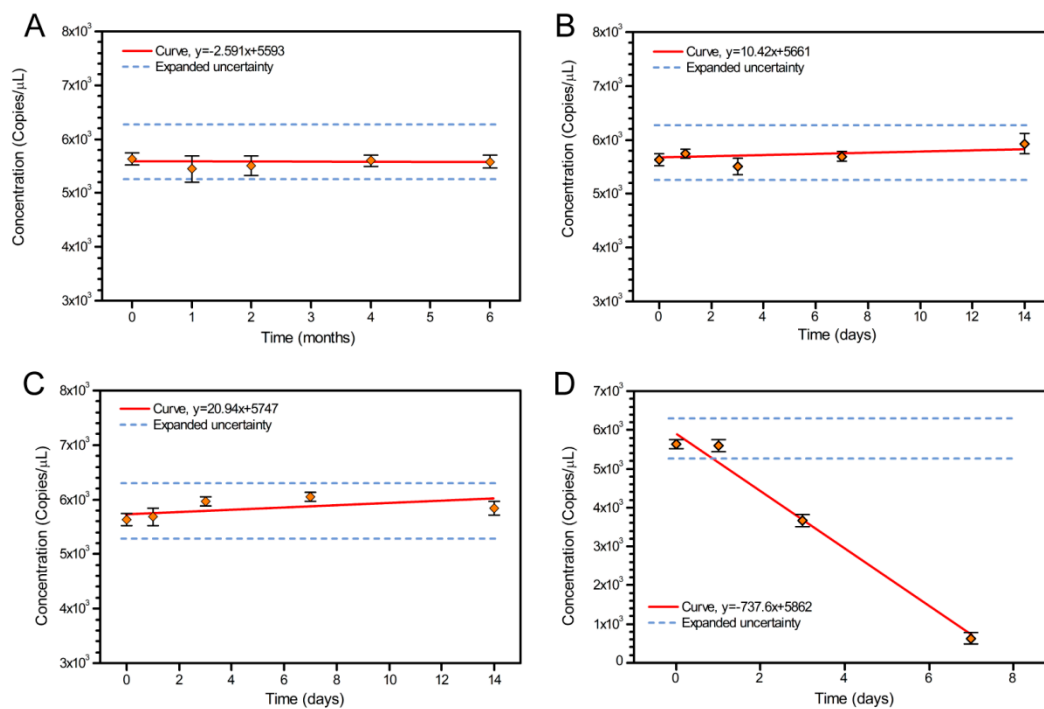 A
8x10³
7x10³
6x10³
5x10³
4x10³
3x10³
Concentration (Copies/μL)
Curve, y=-2.591x+5593
Expanded uncertainty
0 1 2 3 4 5 6
Time (months)
B
8x10³
7x10³
6x10³
5x10³
4x10³
3x10³
Concentration (Copies/μL)
Curve, y=10.42x+5661
Expanded uncertainty
0 2 4 6 8 10 12 14
Time (days)
C
8x10³
7x10³
6x10³
5x10³
4x10³
3x10³
Concentration (Copies/μL)
Curve, y=20.94x+5747
Expanded uncertainty
0 2 4 6 8 10 12 14
Time (days)
D
7x10³
6x10³
5x10³
4x10³
3x10³
2x10³
1x10³
0
Concentration (Copies/μL)
Curve, y=-737.6x+5862
Expanded uncertainty
0 2 4 6 8
Time (days)